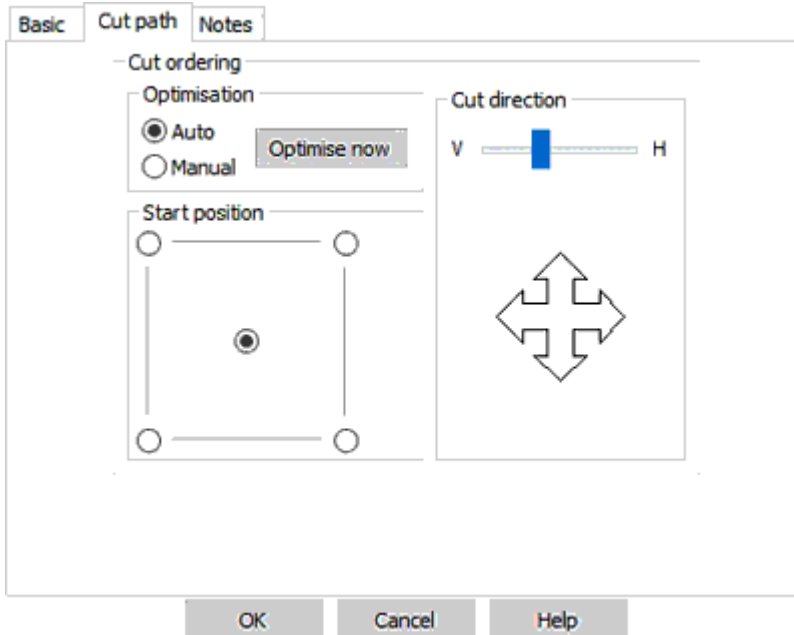 Basic Cut path Notes
Cut ordering
Optimisation
Auto
Manual
Optimise now
Cut direction
V H
Start position
OK Cancel Help